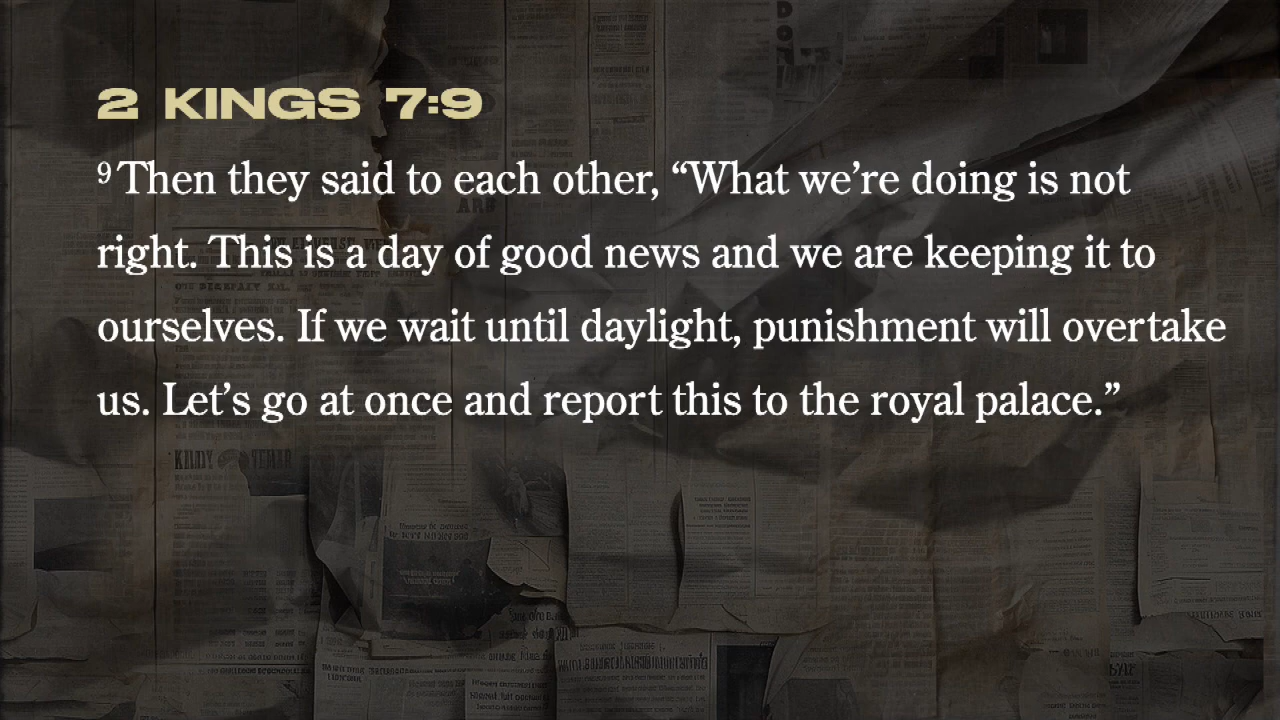 2 KINGS 7:9
9 Then they said to each other, “What we’re doing is not
right. This is a day of good news and we are keeping it to
ourselves. If we wait until daylight, punishment will overtake
us. Let’s go at once and report this to the royal palace.”